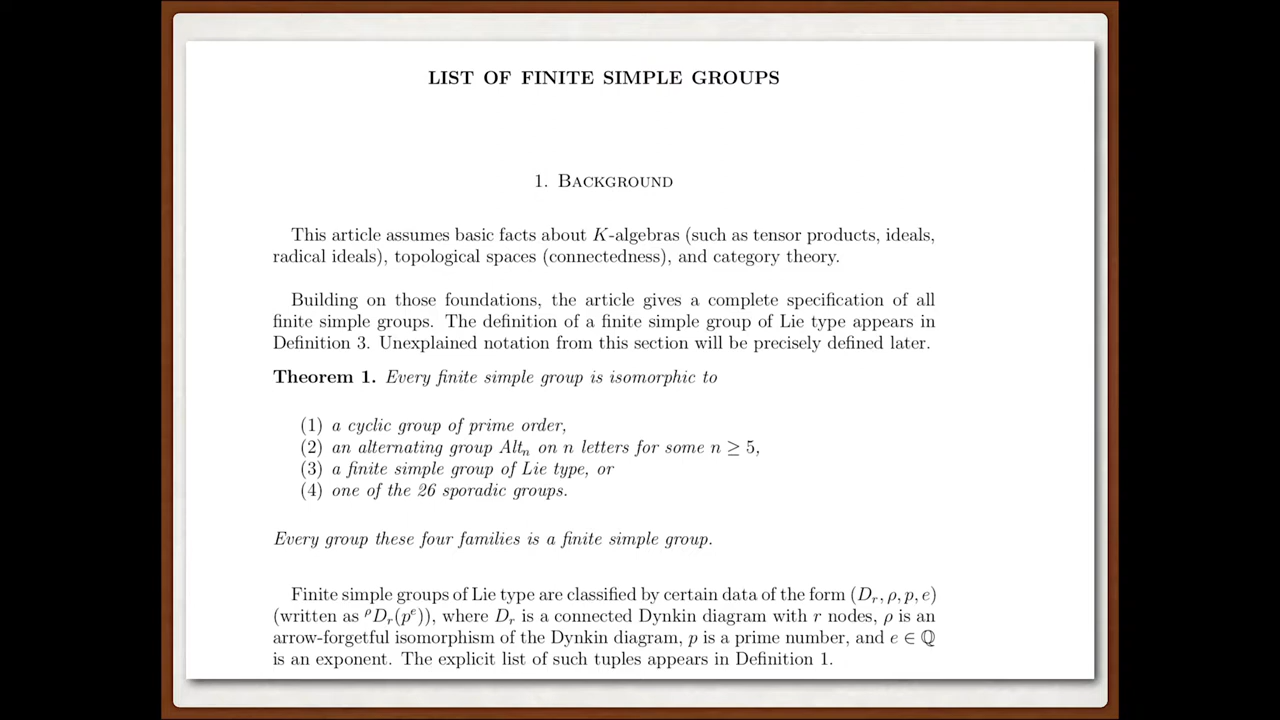 LIST OF FINITE SIMPLE GROUPS
1. Background
This article assumes basic facts about K-algebras (such as tensor products, ideals,
radical ideals), topological spaces (connectedness), and category theory.
Building on those foundations, the article gives a complete specification of all
finite simple groups. The definition of a finite simple group of Lie type appears in
Definition 3. Unexplained notation from this section will be precisely defined later.
Theorem 1. Every finite simple group is isomorphic to
(1) a cyclic group of prime order,
(2) an alternating group Altₙ on n letters for some n ≥ 5,
(3) a finite simple group of Lie type, or
(4) one of the 26 sporadic groups.
Every group these four families is a finite simple group.
Finite simple groups of Lie type are classified by certain data of the form (Dᵣ, ρ, p, e)
(written as ᵨDᵣ(pᵉ)), where Dᵣ is a connected Dynkin diagram with r nodes, ρ is an
arrow-forgetful isomorphism of the Dynkin diagram, p is a prime number, and e ∈ ℚ
is an exponent. The explicit list of such tuples appears in Definition 1.